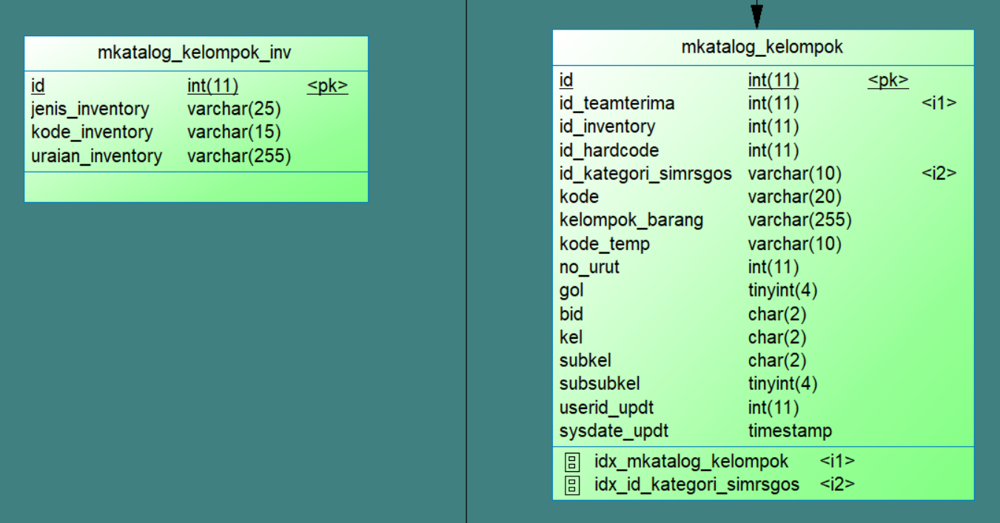 mkatalog_kelompok_inv
id int(11) <pk>
jenis_inventory varchar(25)
kode_inventory varchar(15)
uraian_inventory varchar(255)
mkatalog_kelompok
id int(11) <pk>
id_teamterima int(11) <i1>
id_inventory int(11)
id_hardcode int(11)
id_kategori_simrsgos varchar(10) <i2>
kode varchar(20)
kelompok_barang varchar(255)
kode_temp varchar(10)
no_urut int(11)
gol tinyint(4)
bid char(2)
kel char(2)
subkel char(2)
subsubkel tinyint(4)
userid_updt int(11)
sysdate_updt timestamp
idx_mkatalog_kelompok <i1>
idx_id_kategori_simrsgos <i2>